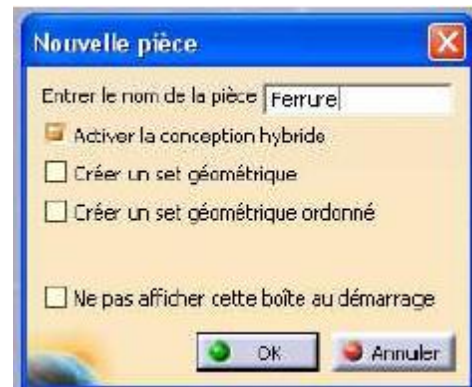 Nouvelle pièce
Entrer le nom de la pièce Ferrure
Activer la conception hybride
Créer un set géométrique
Créer un set géométrique ordonné
Ne pas afficher cette boîte au démarrage
OK Annuler